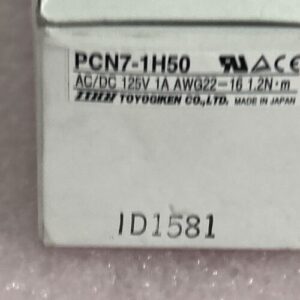 PCN7-1H50
AC/DC 125V 1A AWG22-16 1.2N·m
TOYOGIKEN CO.,LTD. MADE IN JAPAN
ID1581